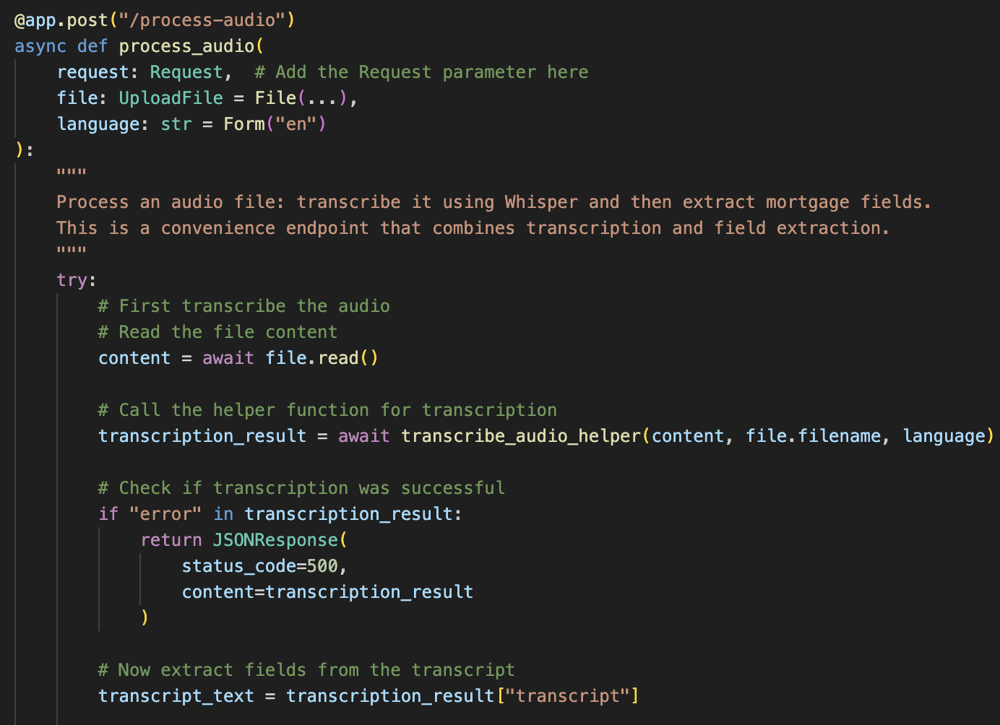 @app.post("/process-audio")
async def process_audio(
    request: Request,  # Add the Request parameter here
    file: UploadFile = File(...),
    language: str = Form("en")
):
    """
    Process an audio file: transcribe it using Whisper and then extract mortgage fields.
    This is a convenience endpoint that combines transcription and field extraction.
    """
    try:
        # First transcribe the audio
        # Read the file content
        content = await file.read()

        # Call the helper function for transcription
        transcription_result = await transcribe_audio_helper(content, file.filename, language)

        # Check if transcription was successful
        if "error" in transcription_result:
            return JSONResponse(
                status_code=500,
                content=transcription_result
            )

        # Now extract fields from the transcript
        transcript_text = transcription_result["transcript"]